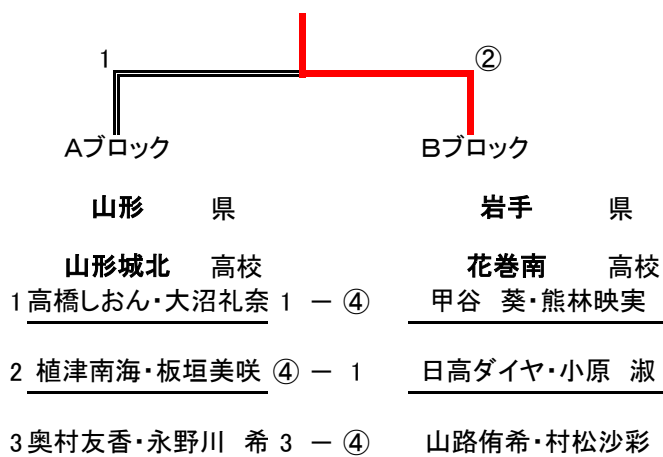 1 ②
Aブロック Bブロック
山形 県 岩手 県
山形城北 高校 花巻南 高校
1 高橋しおん・大沼礼奈 1 － ④ 甲谷 葵・熊林映実
2 植津南海・板垣美咲 ④ － 1 日高ダイヤ・小原 淑
3 奥村友香・永野川 希 3 － ④ 山路侑希・村松沙彩